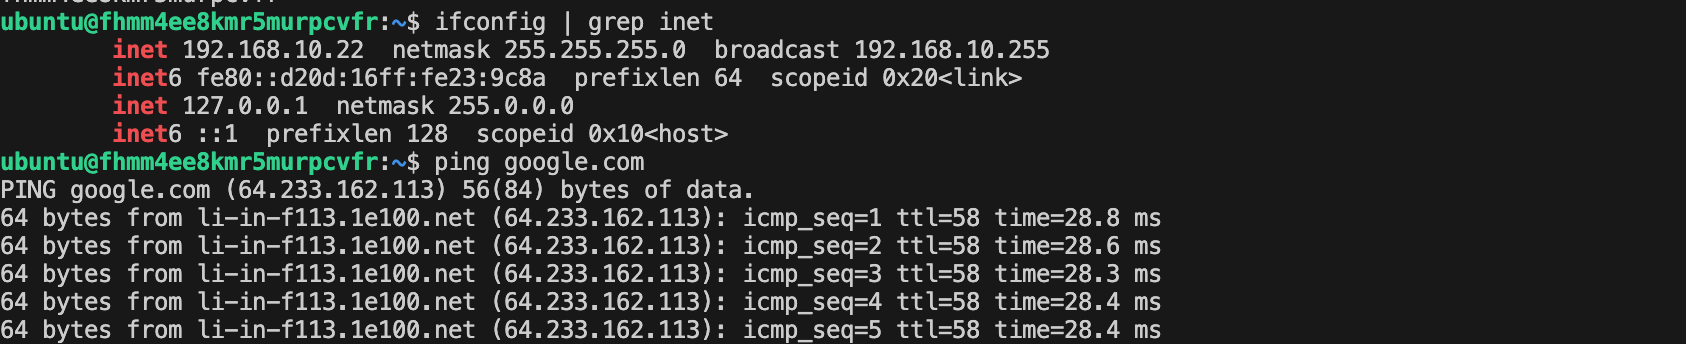 ubuntu@fhmm4ee8kmr5murpcvfr:~$ ifconfig | grep inet
inet 192.168.10.22  netmask 255.255.255.0  broadcast 192.168.10.255
inet6 fe80::d20d:16ff:fe23:9c8a  prefixlen 64  scopeid 0x20<link>
inet 127.0.0.1  netmask 255.0.0.0
inet6 ::1  prefixlen 128  scopeid 0x10<host>
ubuntu@fhmm4ee8kmr5murpcvfr:~$ ping google.com
PING google.com (64.233.162.113) 56(84) bytes of data.
64 bytes from li-in-f113.1e100.net (64.233.162.113): icmp_seq=1 ttl=58 time=28.8 ms
64 bytes from li-in-f113.1e100.net (64.233.162.113): icmp_seq=2 ttl=58 time=28.6 ms
64 bytes from li-in-f113.1e100.net (64.233.162.113): icmp_seq=3 ttl=58 time=28.3 ms
64 bytes from li-in-f113.1e100.net (64.233.162.113): icmp_seq=4 ttl=58 time=28.4 ms
64 bytes from li-in-f113.1e100.net (64.233.162.113): icmp_seq=5 ttl=58 time=28.4 ms